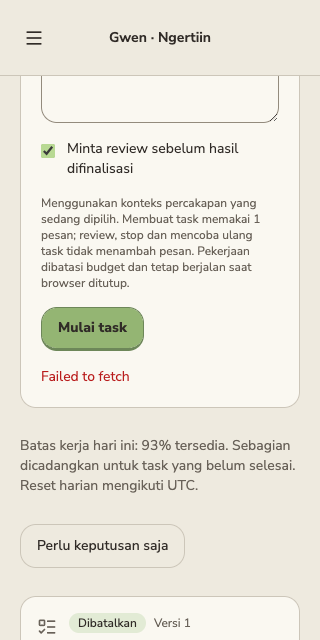 Gwen · Ngertiin
Minta review sebelum hasil
difinalisasi
Menggunakan konteks percakapan yang
sedang dipilih. Membuat task memakai 1
pesan; review, stop dan mencoba ulang
task tidak menambah pesan. Pekerjaan
dibatasi budget dan tetap berjalan saat
browser ditutup.
Mulai task
Failed to fetch
Batas kerja hari ini: 93% tersedia. Sebagian
dicadangkan untuk task yang belum selesai.
Reset harian mengikuti UTC.
Perlu keputusan saja
Dibatalkan Versi 1